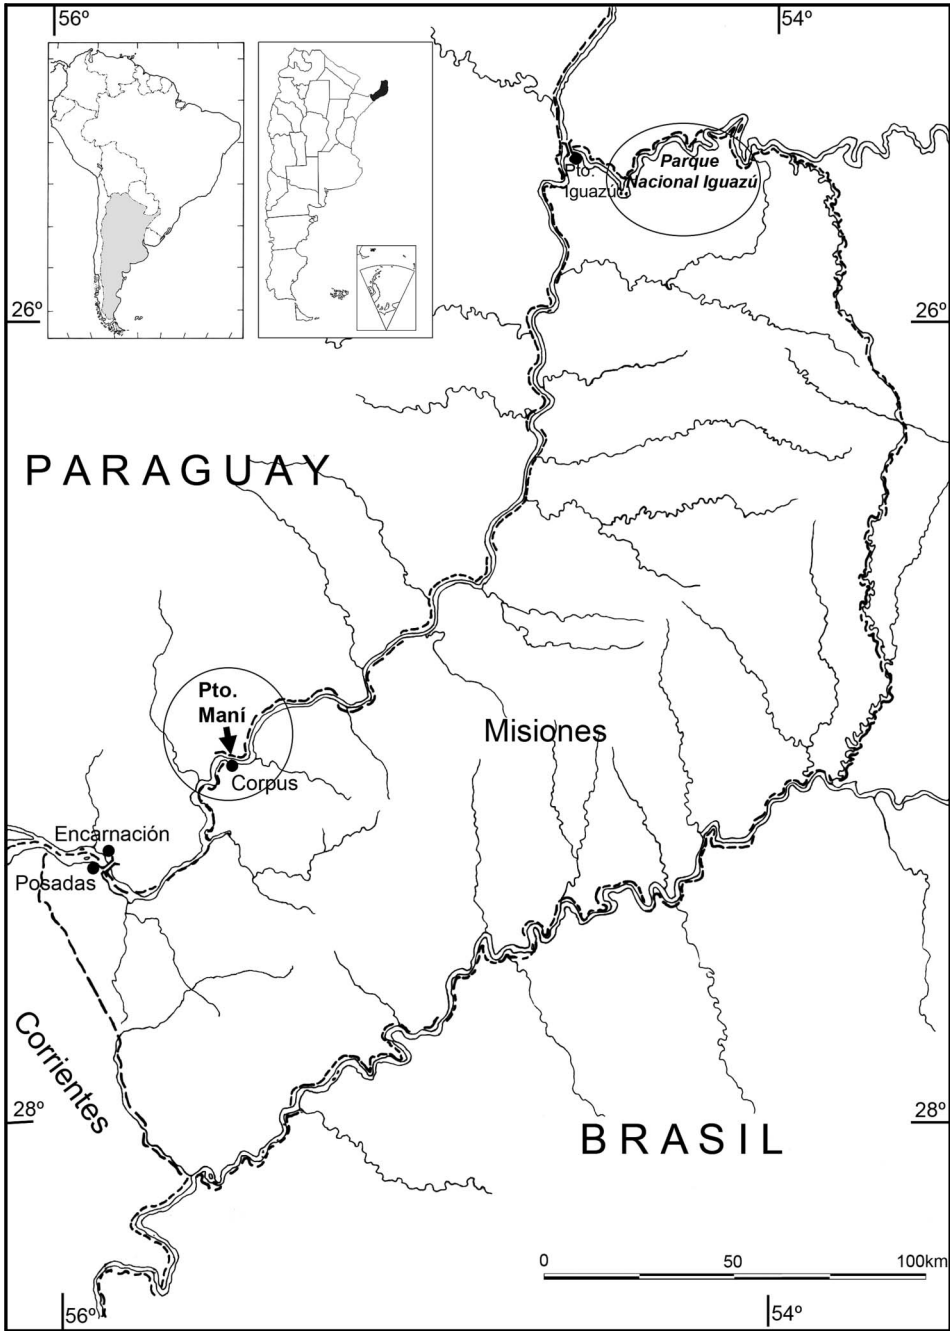 56º
54º
Parque
Nacional Iguazú
Pto.
Iguazú
26º
26º
PARAGUAY
Pto.
Maní
Misiones
Corpus
Encarnación
Posadas
Corrientes
28º
28º
BRASIL
0 50 100km
56º
54º